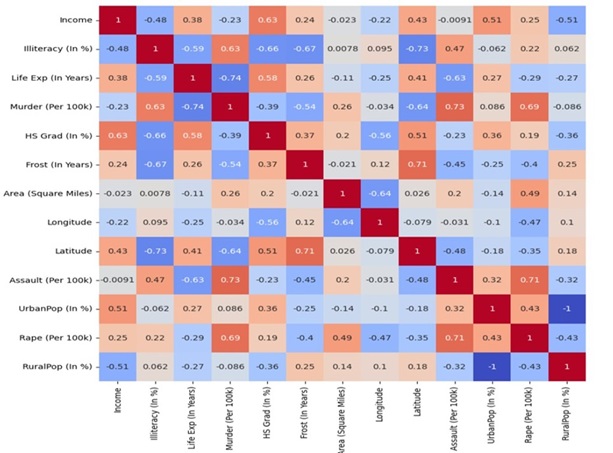 Income 1 -0.48 0.38 -0.23 0.63 0.24 -0.023 -0.22 0.43 -0.0091 0.51 0.25 -0.51
Illiteracy (In %) -0.48 1 -0.59 0.63 -0.66 -0.67 0.0078 0.095 -0.73 0.47 -0.062 0.22 0.062
Life Exp (In Years) 0.38 -0.59 1 -0.74 0.58 0.26 -0.11 -0.25 0.41 -0.63 0.27 -0.29 -0.27
Murder (Per 100k) -0.23 0.63 -0.74 1 -0.39 -0.54 0.26 -0.034 -0.64 0.73 0.086 0.69 -0.086
HS Grad (In %) 0.63 -0.66 0.58 -0.39 1 0.37 0.2 -0.56 0.51 -0.23 0.36 0.19 -0.36
Frost (In Years) 0.24 -0.67 0.26 -0.54 0.37 1 -0.021 0.12 0.71 -0.45 -0.25 -0.4 0.25
Area (Square Miles) -0.023 0.0078 -0.11 0.26 0.2 -0.021 1 -0.64 0.026 0.2 -0.14 0.49 0.14
Longitude -0.22 0.095 -0.25 -0.034 -0.56 0.12 -0.64 1 -0.079 -0.031 -0.1 -0.47 0.1
Latitude 0.43 -0.73 0.41 -0.64 0.51 0.71 0.026 -0.079 1 -0.48 -0.18 -0.35 0.18
Assault (Per 100k) -0.0091 0.47 -0.63 0.73 -0.23 -0.45 0.2 -0.031 -0.48 1 0.32 0.71 -0.32
UrbanPop (In %) 0.51 -0.062 0.27 0.086 0.36 -0.25 -0.14 -0.1 -0.18 0.32 1 0.43 -1
Rape (Per 100k) 0.25 0.22 -0.29 0.69 0.19 -0.4 0.49 -0.47 -0.35 0.71 0.43 1 -0.43
RuralPop (In %) -0.51 0.062 -0.27 -0.086 -0.36 0.25 0.14 0.1 0.18 -0.32 -1 -0.43 1
Income
Illiteracy (In %)
Life Exp (In Years)
Murder (Per 100k)
HS Grad (In %)
Frost (In Years)
Area (Square Miles)
Longitude
Latitude
Assault (Per 100k)
UrbanPop (In %)
Rape (Per 100k)
RuralPop (In %)